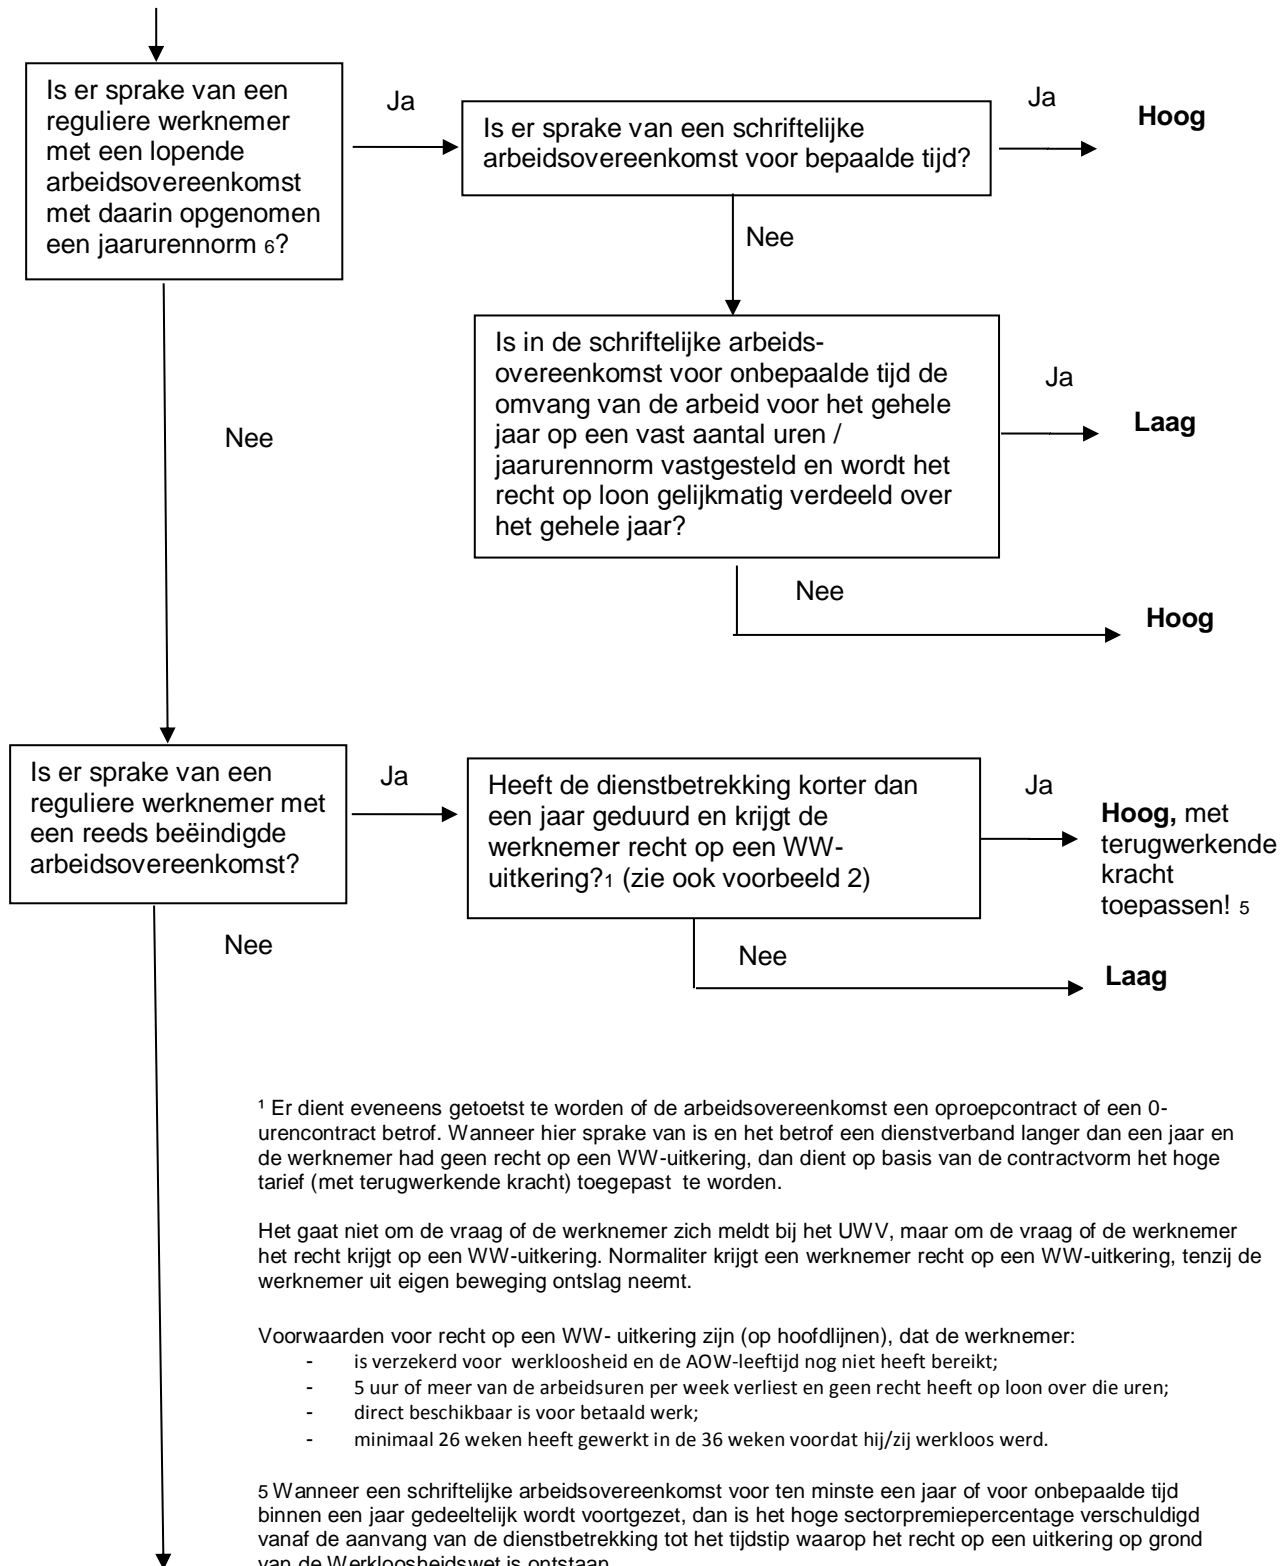 Is er sprake van een
reguliere werknemer
met een lopende
arbeidsovereenkomst
met daarin opgenomen
een jaarurennorm 6?
Ja
Is er sprake van een schriftelijke
arbeidsovereenkomst voor bepaalde tijd?
Ja
Hoog
Nee
Is in de schriftelijke arbeids-
overeenkomst voor onbepaalde tijd de
omvang van de arbeid voor het gehele
jaar op een vast aantal uren /
jaarurennorm vastgesteld en wordt het
recht op loon gelijkmatig verdeeld over
het gehele jaar?
Ja
Laag
Nee
Nee
Hoog
Is er sprake van een
reguliere werknemer met
een reeds beëindigde
arbeidsovereenkomst?
Ja
Heeft de dienstbetrekking korter dan
een jaar geduurd en krijgt de
werknemer recht op een WW-
uitkering?1 (zie ook voorbeeld 2)
Ja
Hoog, met
terugwerkende
kracht
toepassen! 5
Nee
Nee
Laag
¹ Er dient eveneens getoetst te worden of de arbeidsovereenkomst een oproepcontract of een 0-
urencontract betrof. Wanneer hier sprake van is en het betrof een dienstverband langer dan een jaar en
de werknemer had geen recht op een WW-uitkering, dan dient op basis van de contractvorm het hoge
tarief (met terugwerkende kracht) toegepast te worden.
Het gaat niet om de vraag of de werknemer zich meldt bij het UWV, maar om de vraag of de werknemer
het recht krijgt op een WW-uitkering. Normaliter krijgt een werknemer recht op een WW-uitkering, tenzij de
werknemer uit eigen beweging ontslag neemt.
Voorwaarden voor recht op een WW- uitkering zijn (op hoofdlijnen), dat de werknemer:
- is verzekerd voor werkloosheid en de AOW-leeftijd nog niet heeft bereikt;
- 5 uur of meer van de arbeidsuren per week verliest en geen recht heeft op loon over die uren;
- direct beschikbaar is voor betaald werk;
- minimaal 26 weken heeft gewerkt in de 36 weken voordat hij/zij werkloos werd.
5 Wanneer een schriftelijke arbeidsovereenkomst voor ten minste een jaar of voor onbepaalde tijd
binnen een jaar gedeeltelijk wordt voortgezet, dan is het hoge sectorpremiepercentage verschuldigd
vanaf de aanvang van de dienstbetrekking tot het tijdstip waarop het recht op een uitkering op grond
van de Werkloosheidswet is ontstaan